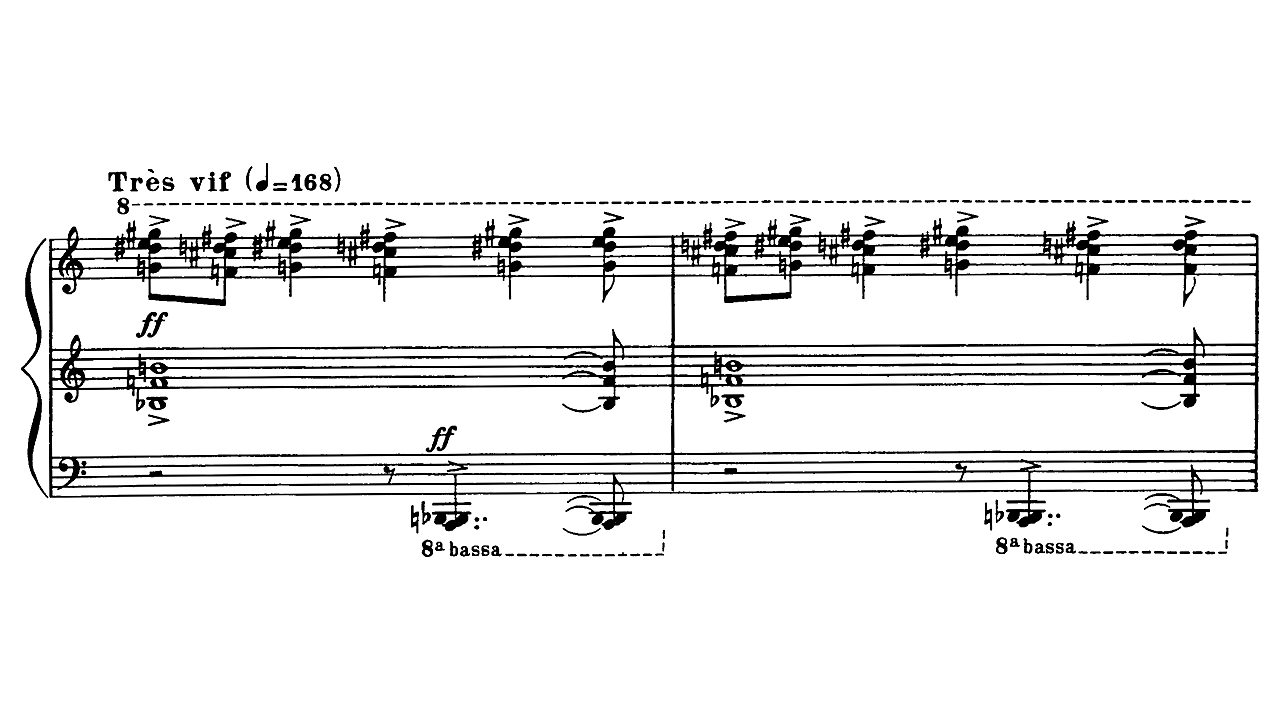 Très vif (♩=168)
8
ff
ff
8ª bassa
8ª bassa